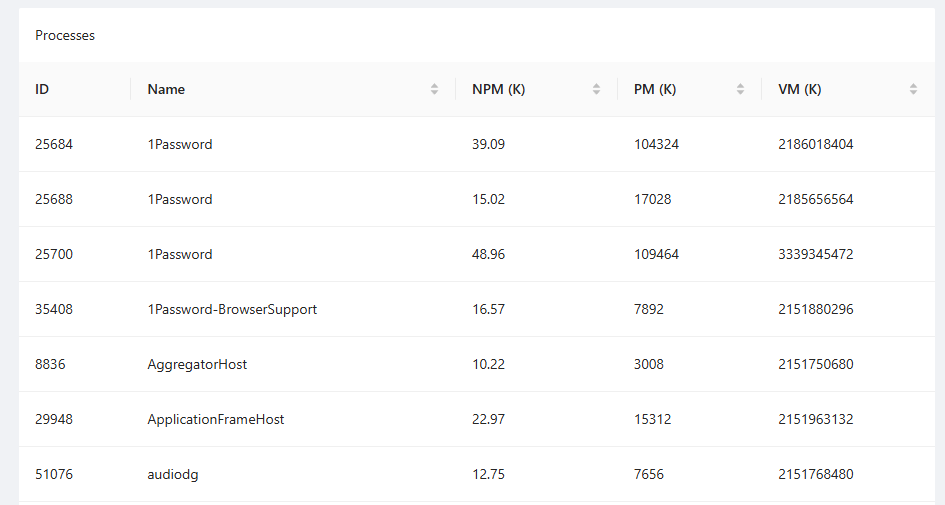 Processes
ID Name NPM (K) PM (K) VM (K)
25684 1Password 39.09 104324 2186018404
25688 1Password 15.02 17028 2185656564
25700 1Password 48.96 109464 3339345472
35408 1Password-BrowserSupport 16.57 7892 2151880296
8836 AggregatorHost 10.22 3008 2151750680
29948 ApplicationFrameHost 22.97 15312 2151963132
51076 audiodg 12.75 7656 2151768480